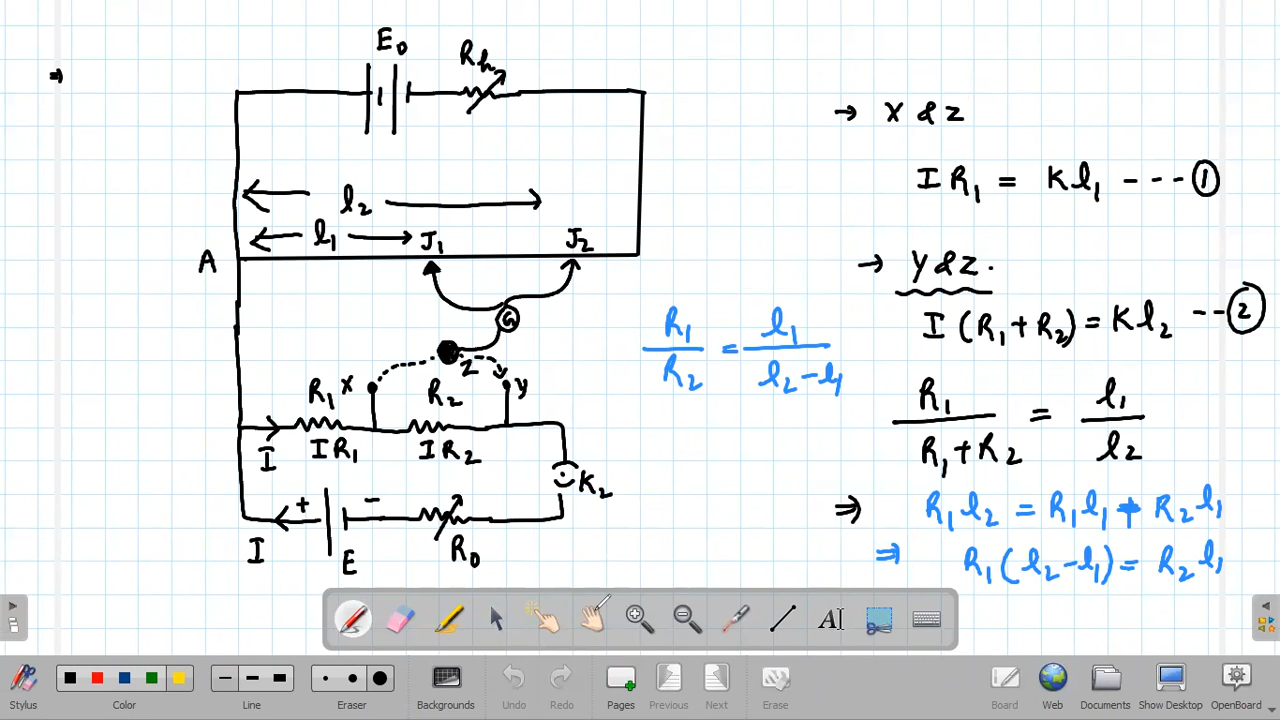 ⇒
E₀
Rh
l₂
l₁
J₁
J₂
A
G
Z
R₁
X
R₂
Y
I
IR₁
IR₂
K₂
+
−
I
E
R₀
R₁/R₂ = l₁/(l₂−l₁)
→ X & Z
IR₁ = Kl₁ --- ①
→ Y & Z.
I(R₁+R₂) = Kl₂ -- ②
R₁/(R₁+R₂) = l₁/l₂
⇒ R₁l₂ = R₁l₁ + R₂l₁
⇒ R₁(l₂−l₁) = R₂l₁
Stylus
Color
Line
Eraser
Backgrounds
Undo
Redo
Pages
Previous
Next
Erase
Board
Web
Documents
Show Desktop
OpenBoard